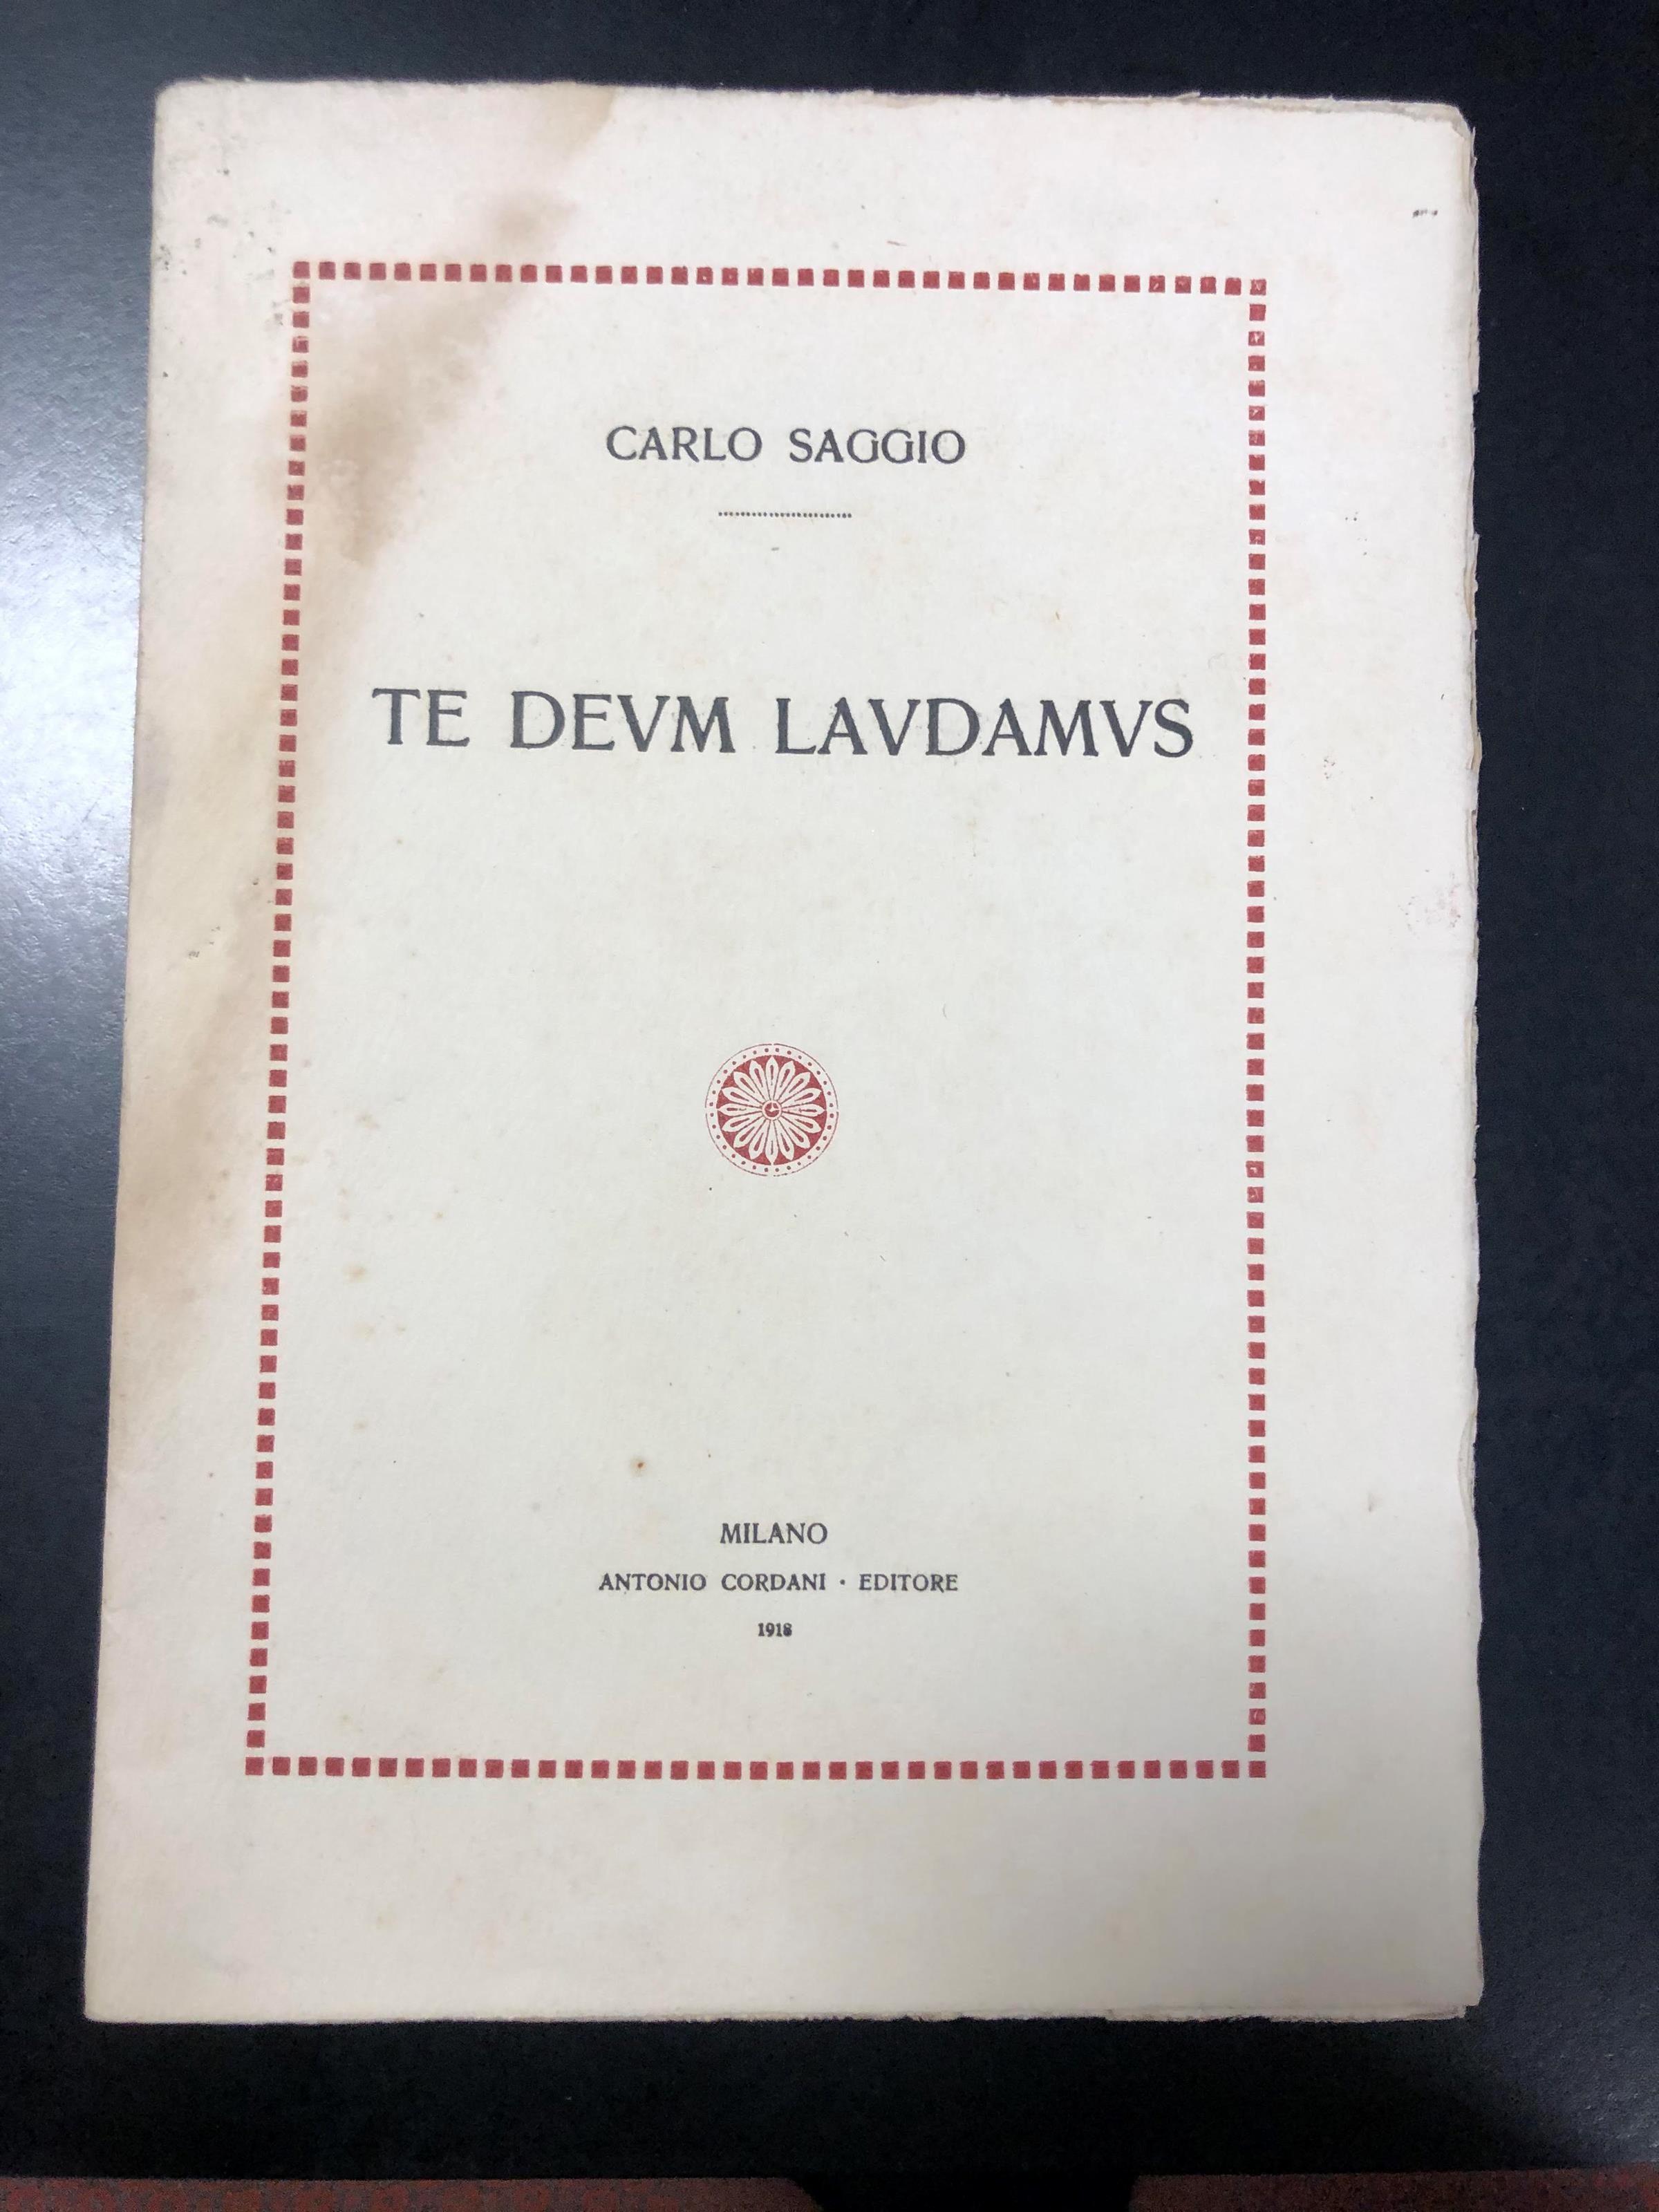 CARLO SAGGIO
TE DEVM LAVDAMVS
MILANO
ANTONIO CORDANI · EDITORE
1918